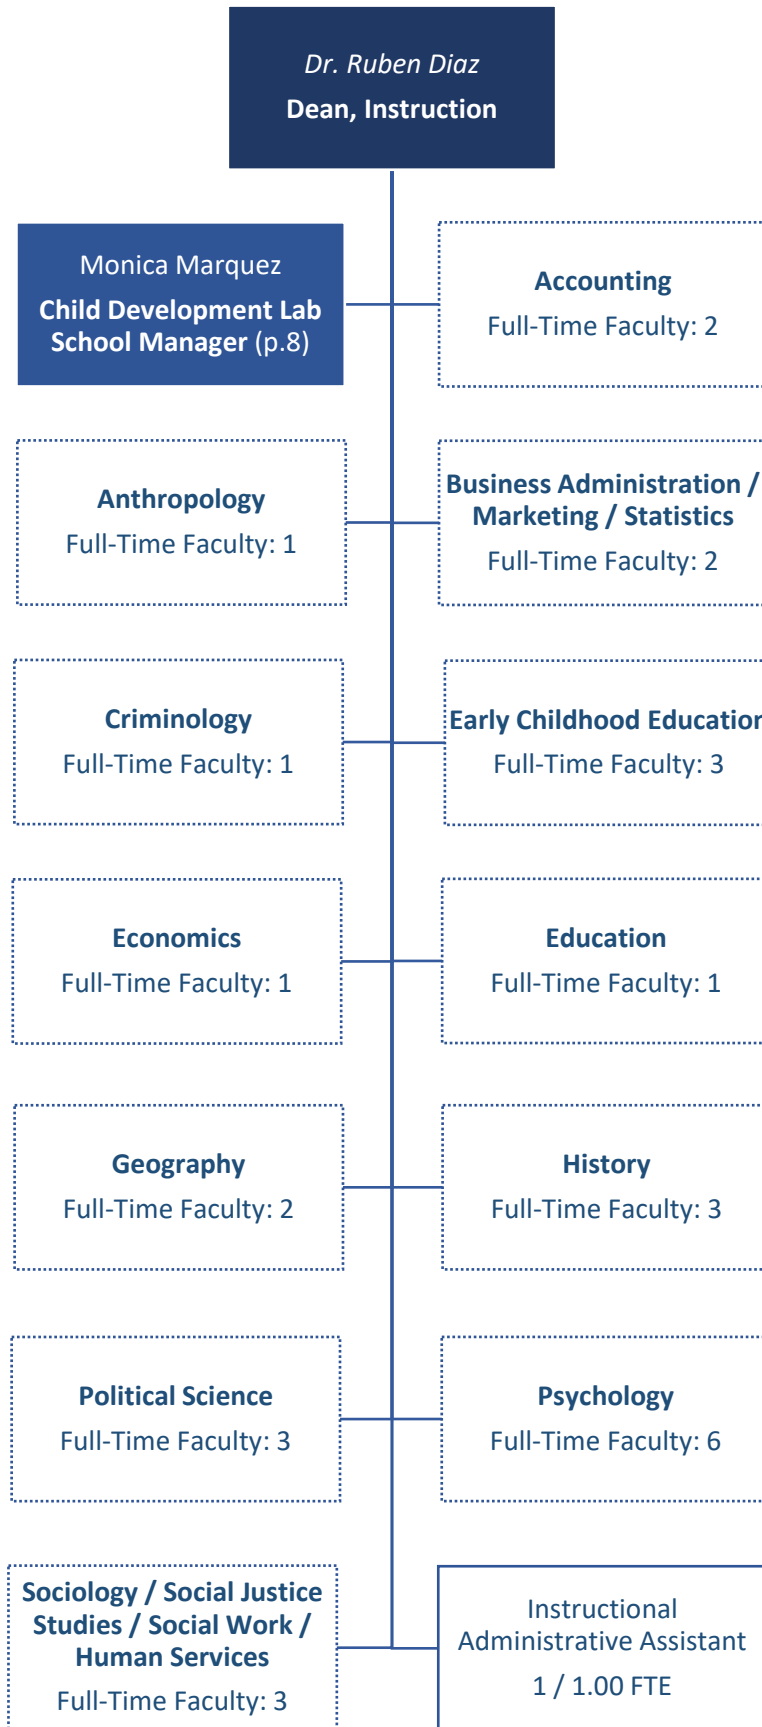 Dr. Ruben Diaz
Dean, Instruction
Monica Marquez
Child Development Lab
School Manager (p.8)
Accounting
Full-Time Faculty: 2
Anthropology
Full-Time Faculty: 1
Business Administration /
Marketing / Statistics
Full-Time Faculty: 2
Criminology
Full-Time Faculty: 1
Early Childhood Education
Full-Time Faculty: 3
Economics
Full-Time Faculty: 1
Education
Full-Time Faculty: 1
Geography
Full-Time Faculty: 2
History
Full-Time Faculty: 3
Political Science
Full-Time Faculty: 3
Psychology
Full-Time Faculty: 6
Sociology / Social Justice
Studies / Social Work /
Human Services
Full-Time Faculty: 3
Instructional
Administrative Assistant
1 / 1.00 FTE